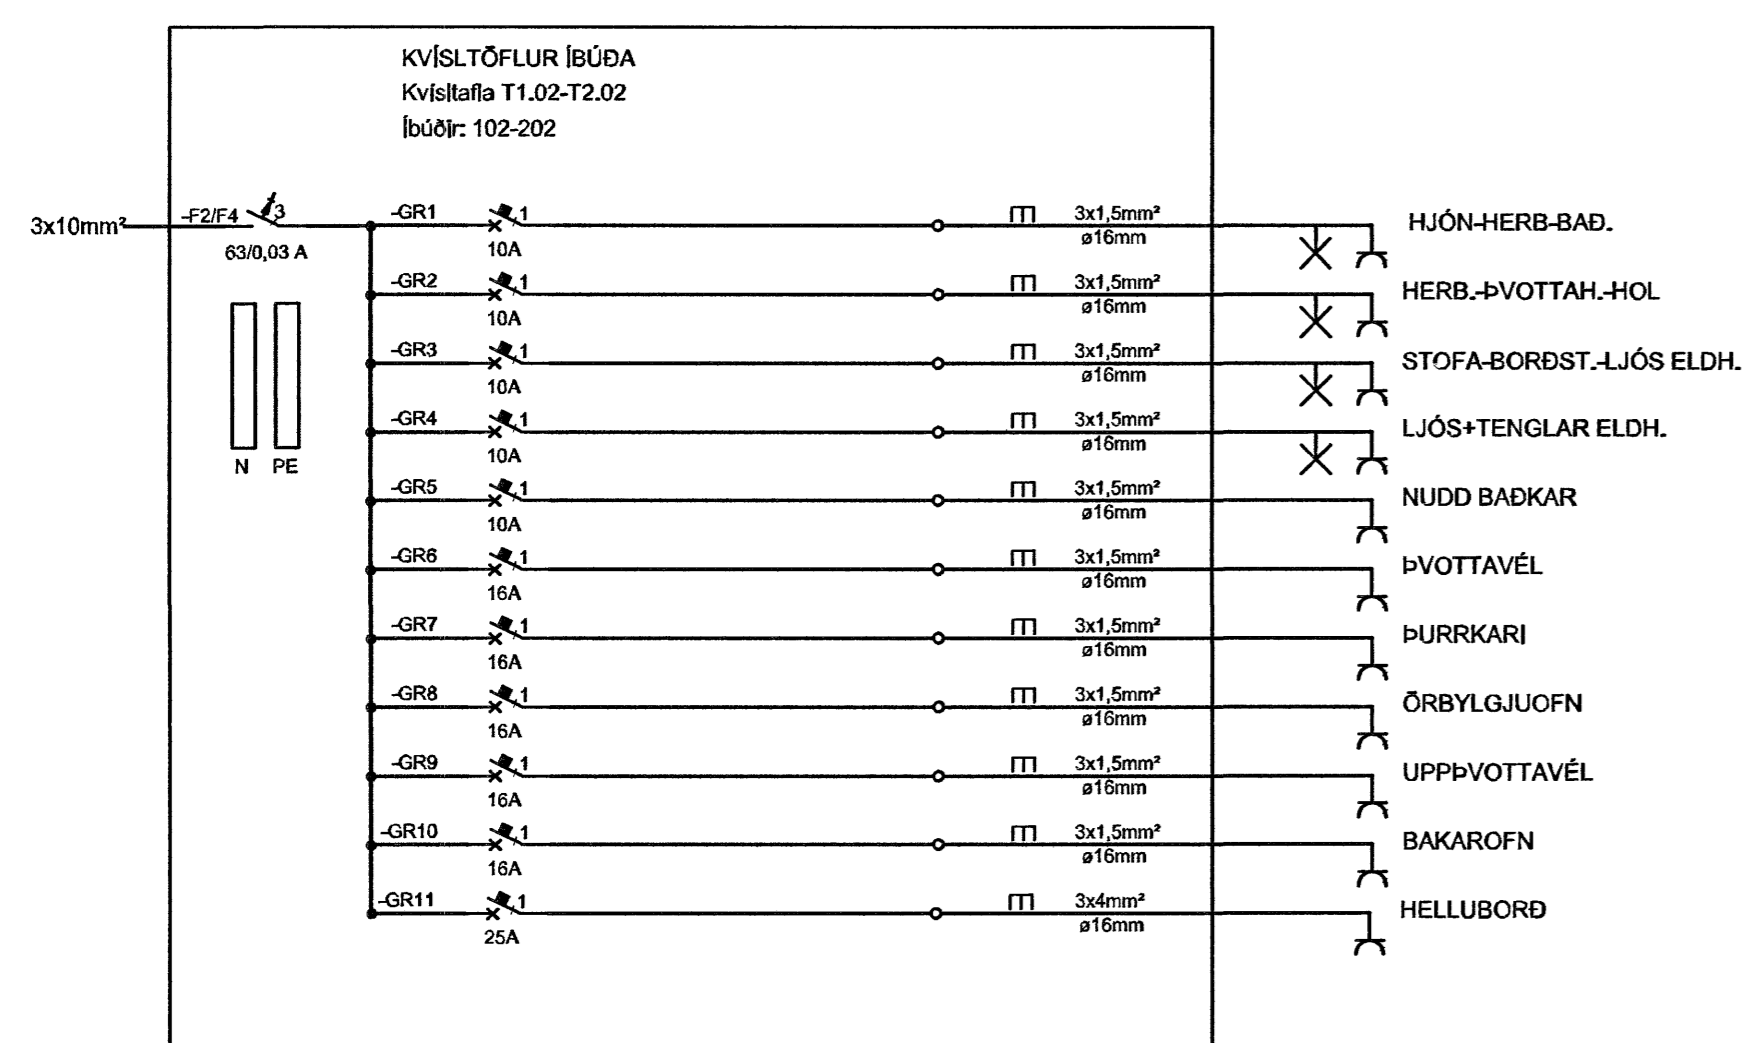 KVÍSLTÖFLUR ÍBÚÐA
Kvísltafla T1.02-T2.02
Íbúðir: 102-202
3x10mm²
-F2/F4 3
63/0,03 A
N PE
-GR1 1 3x1,5mm² HJÓN-HERB-BAÐ.
10A ø16mm
-GR2 1 3x1,5mm² HERB.-ÞVOTTAH.-HOL
10A ø16mm
-GR3 1 3x1,5mm² STOFA-BORÐST.-LJÓS ELDH.
10A ø16mm
-GR4 1 3x1,5mm² LJÓS+TENGLAR ELDH.
10A ø16mm
-GR5 1 3x1,5mm² NUDD BAÐKAR
10A ø16mm
-GR6 1 3x1,5mm² ÞVOTTAVÉL
16A ø16mm
-GR7 1 3x1,5mm² ÞURRKARI
16A ø16mm
-GR8 1 3x1,5mm² ÖRBYLGJUOFN
16A ø16mm
-GR9 1 3x1,5mm² UPPÞVOTTAVÉL
16A ø16mm
-GR10 1 3x1,5mm² BAKAROFN
16A ø16mm
-GR11 1 3x4mm² HELLUBORÐ
25A ø16mm